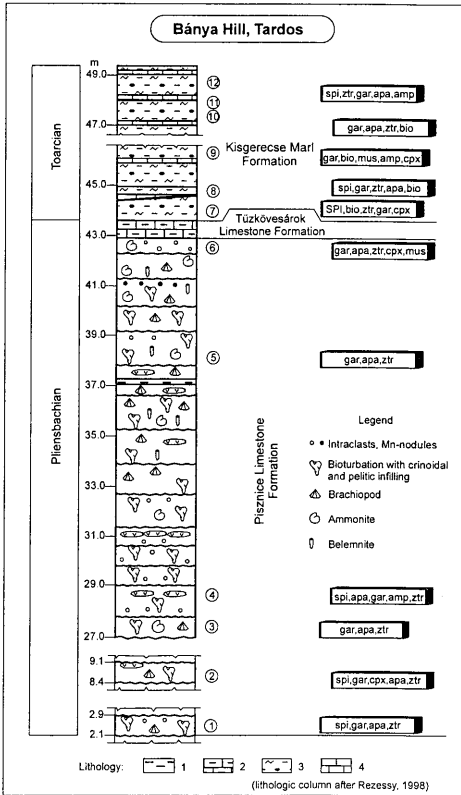 Bánya Hill, Tardos
m
49.0
47.0
45.0
43.0
41.0
39.0
37.0
35.0
33.0
31.0
29.0
27.0
9.1
8.4
2.9
2.1
Toarcian
Pliensbachian
12
11
10
9
8
7
6
5
4
3
2
1
Kisgerecse Marl
Formation
Tűzkövesárok
Limestone Formation
Pisznice Limestone
Formation
spi,ztr,gar,apa,amp
gar,apa,ztr,bio
gar,bio,mus,amp,cpx
spi,gar,ztr,apa,bio
SPI,bio,ztr,gar,cpx
gar,apa,ztr,cpx,mus
gar,apa,ztr
spi,apa,gar,amp,ztr
gar,apa,ztr
spi,gar,cpx,apa,ztr
spi,gar,apa,ztr
Legend
Intraclasts, Mn-nodules
Bioturbation with crinoidal
and pelitic infilling
Brachiopod
Ammonite
Belemnite
Lithology: 1 2 3 4
(lithologic column after Rezessy, 1998)